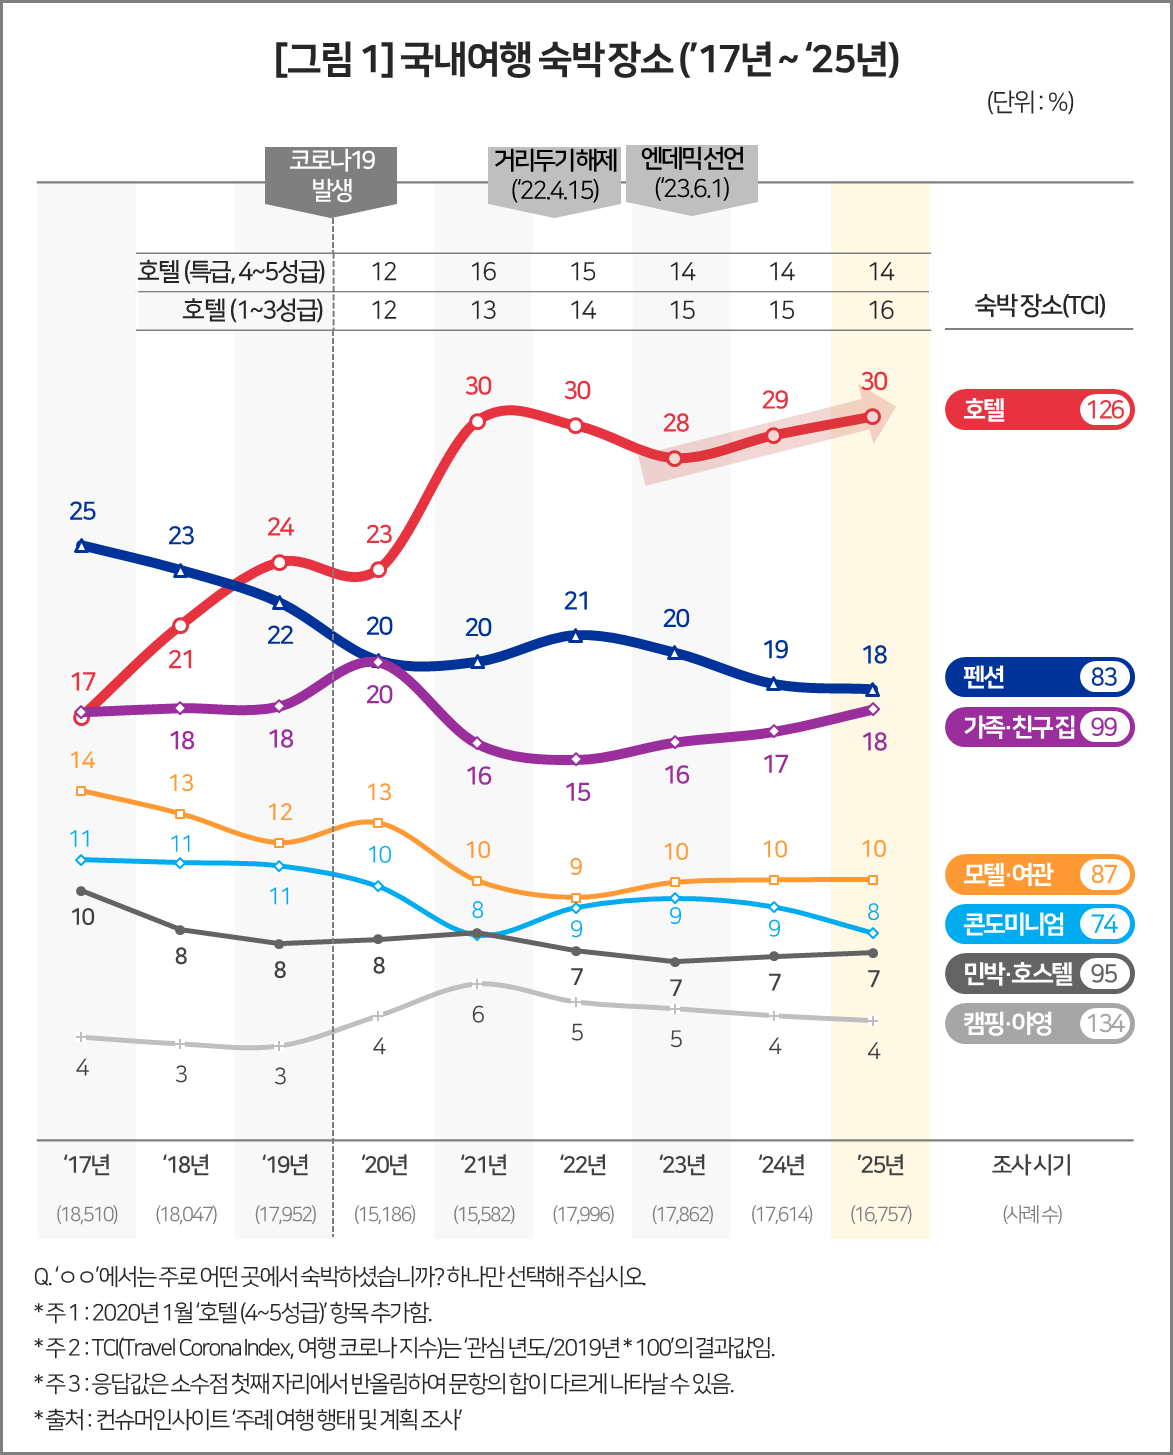 [그림 1] 국내여행 숙박 장소 (’17년 ~ ‘25년)
(단위 : %)
코로나19
발생
거리두기 해제
(‘22.4.15)
엔데믹 선언
(‘23.6.1)
호텔 (특급, 4~5성급) 12 16 15 14 14 14
호텔 (1~3성급) 12 13 14 15 15 16
숙박 장소(TCI)
17 21 24 23 30 30 28 29 30
호텔 126
25 23 22 20 20 21 20 19 18
펜션 83
18 18 20 16 15 16 17 18
가족·친구 집 99
14 13 12 13 10 9 10 10 10
모텔·여관 87
11 11 11 10 8 9 9 9 8
콘도미니엄 74
10 8 8 8 7 7 7 7
민박·호스텔 95
4 3 3 4 6 5 5 4 4
캠핑·야영 134
‘17년 ‘18년 ‘19년 ‘20년 ‘21년 ‘22년 ‘23년 ‘24년 ’25년 조사 시기
(18,510) (18,047) (17,952) (15,186) (15,582) (17,996) (17,862) (17,614) (16,757) (사례 수)
Q. ‘ㅇㅇ’에서는 주로 어떤 곳에서 숙박하셨습니까? 하나만 선택해 주십시오.
* 주 1 : 2020년 1월 ‘호텔 (4~5성급)’ 항목 추가함.
* 주 2 : TCI(Travel Corona Index, 여행 코로나 지수)는 ‘관심 년도/2019년 * 100’의 결과값임.
* 주 3 : 응답값은 소수점 첫째 자리에서 반올림하여 문항의 합이 다르게 나타날 수 있음.
* 출처 : 컨슈머인사이트 ‘주례 여행 행태 및 계획 조사’